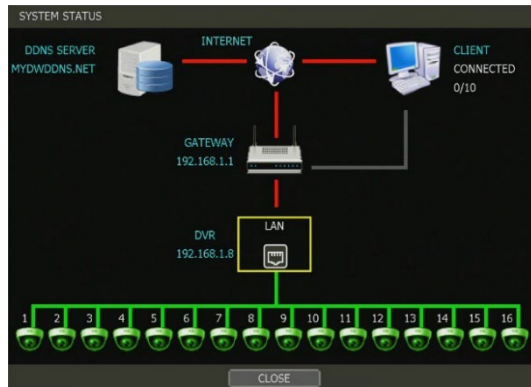 SYSTEM STATUS
DDNS SERVER
MYDWDDNS.NET
INTERNET
CLIENT
CONNECTED
0/10
GATEWAY
192.168.1.1
LAN
DVR
192.168.1.8
1 2 3 4 5 6 7 8 9 10 11 12 13 14 15 16
CLOSE